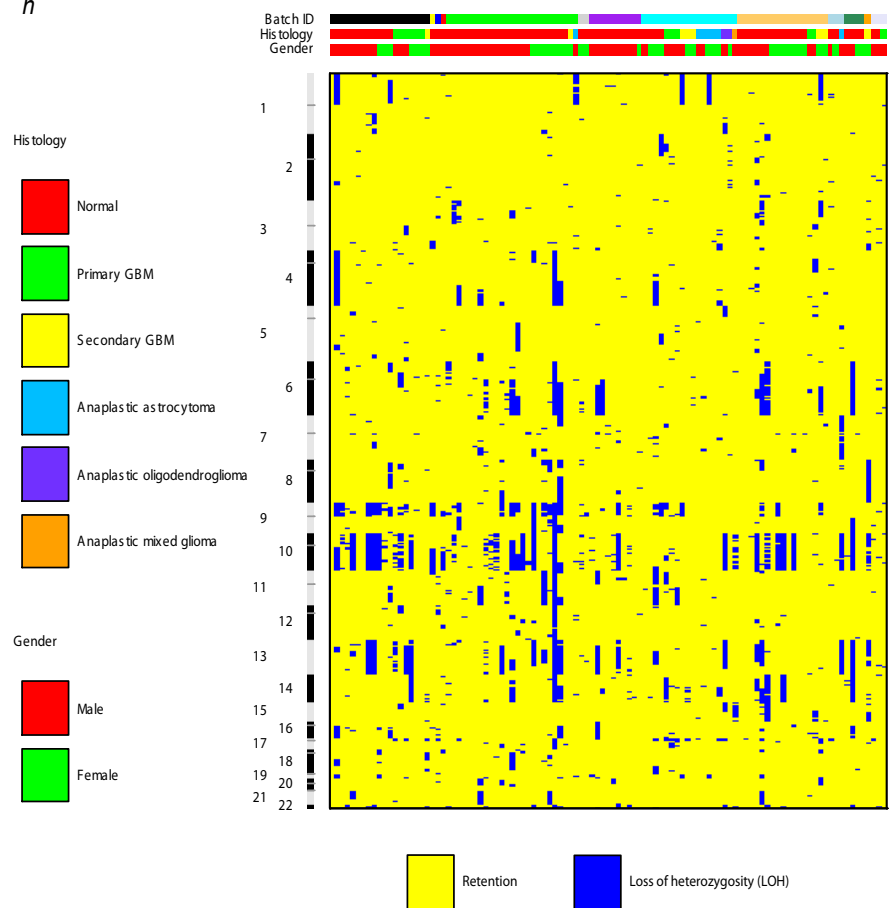 h
Batch ID
Histology
Gender
1
2
3
4
5
6
7
8
9
10
11
12
13
14
15
16
17
18
19
20
21
22
Histology
Normal
Primary GBM
Secondary GBM
Anaplastic astrocytoma
Anaplastic oligodendroglioma
Anaplastic mixed glioma
Gender
Male
Female
Retention
Loss of heterozygosity (LOH)